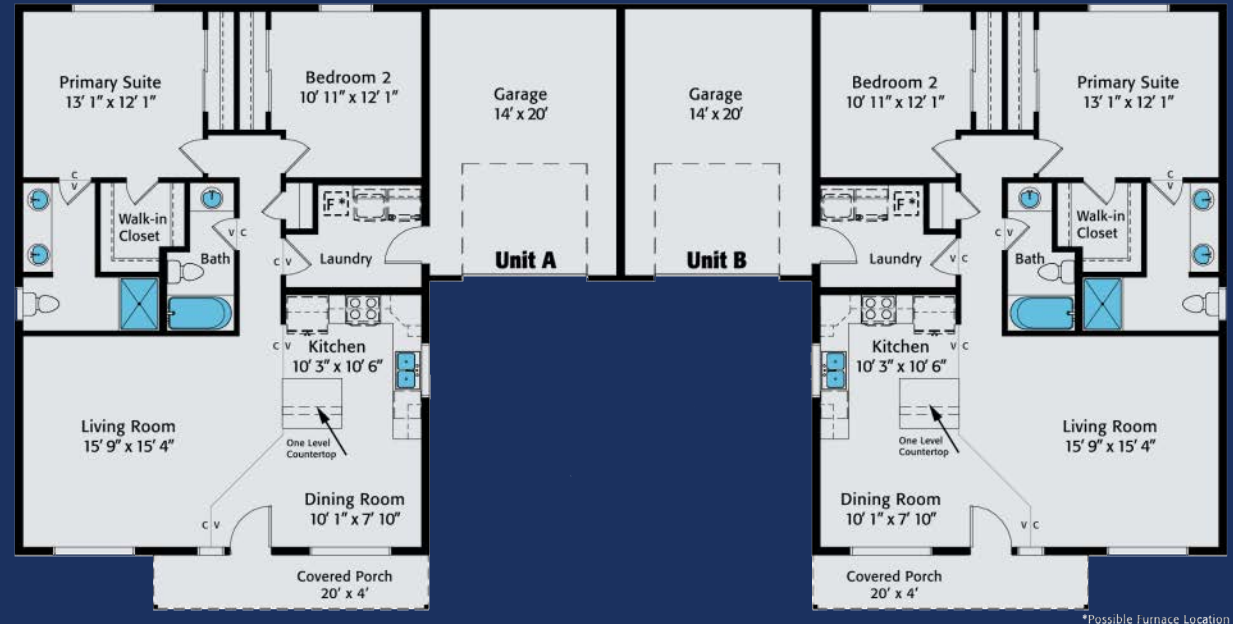 Primary Suite
13' 1" x 12' 1"
Bedroom 2
10' 11" x 12' 1"
Garage
14' x 20'
Garage
14' x 20'
Bedroom 2
10' 11" x 12' 1"
Primary Suite
13' 1" x 12' 1"
C
V
C
V
F *
F *
Walk-in
Closet
Walk-in
Closet
V C
V C
C V
V C
C V
Bath
Laundry
Unit A
Unit B
Laundry
Bath
C V
Kitchen
10' 3" x 10' 6"
Kitchen
10' 3" x 10' 6"
V C
Living Room
15' 9" x 15' 4"
One Level
Countertop
One Level
Countertop
Living Room
15' 9" x 15' 4"
Dining Room
10' 1" x 7' 10"
Dining Room
10' 1" x 7' 10"
C V
V C
Covered Porch
20' x 4'
Covered Porch
20' x 4'
*Possible Furnace Location